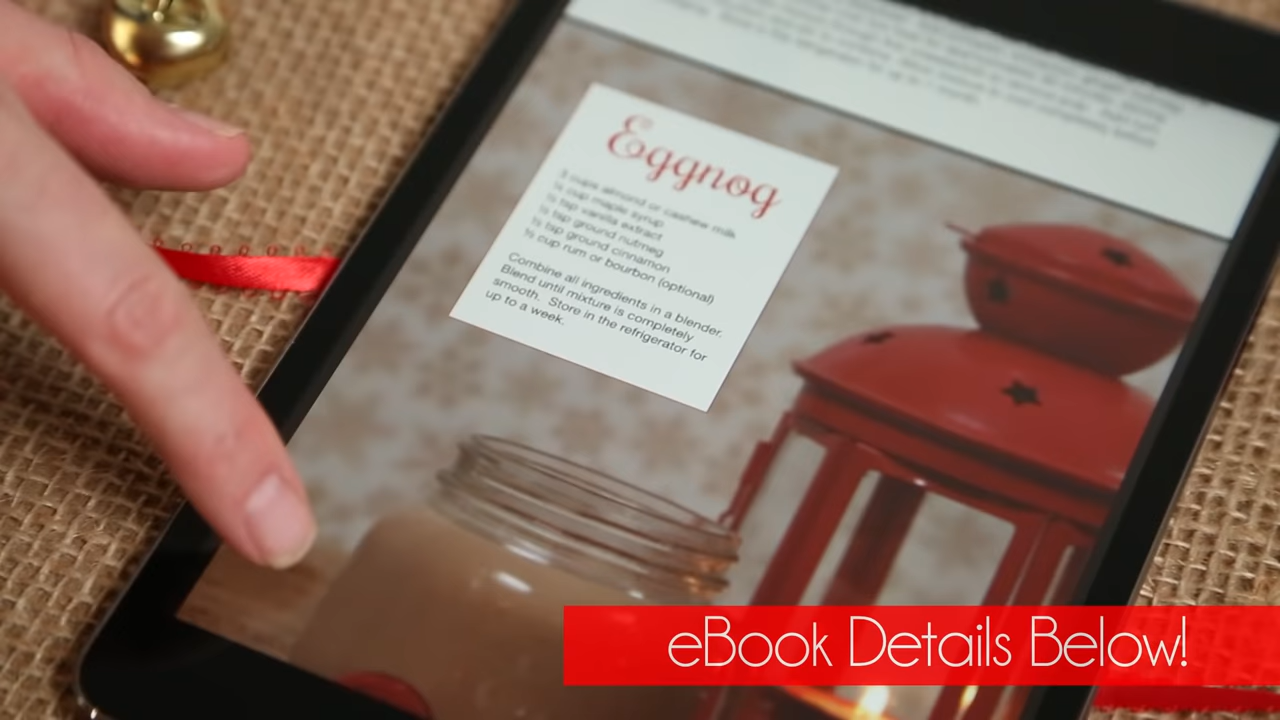 Eggnog
3 cups almond or cashew milk
¼ cup maple syrup
½ tsp vanilla extract
½ tsp ground nutmeg
½ tsp ground cinnamon
½ cup rum or bourbon (optional)
Combine all ingredients in a blender.
Blend until mixture is completely
smooth. Store in the refrigerator for
up to a week.
eBook Details Below!